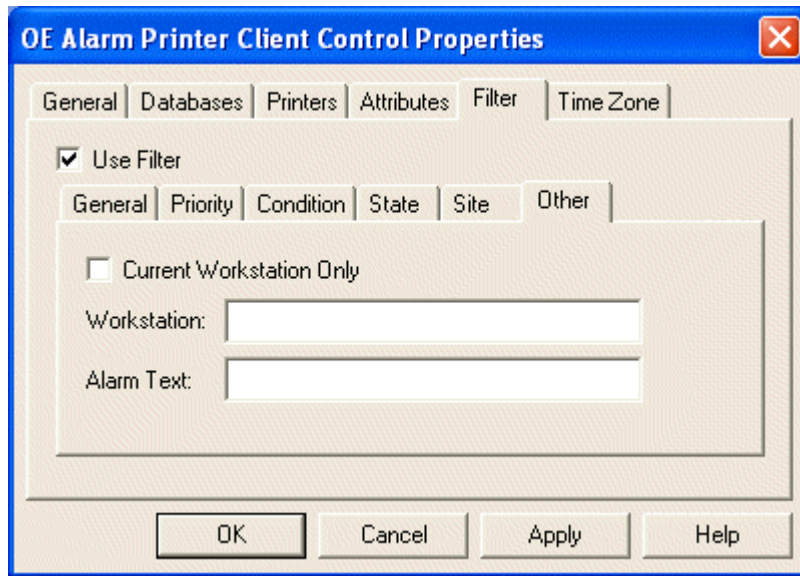 OE Alarm Printer Client Control Properties
General Databases Printers Attributes Filter Time Zone
Use Filter
General Priority Condition State Site Other
Current Workstation Only
Workstation:
Alarm Text:
OK Cancel Apply Help